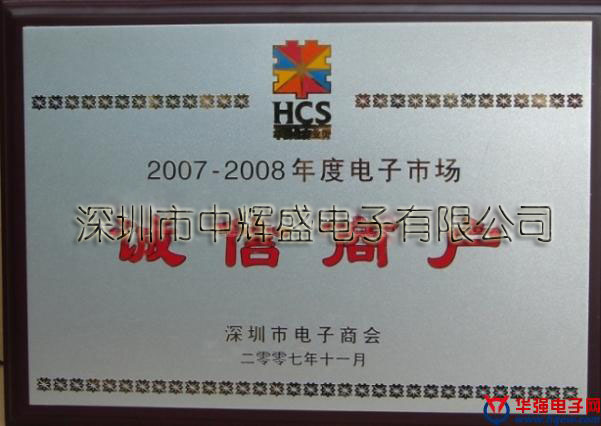 HCS
2007-2008年度电子市场
深圳市中辉盛电子有限公司
诚信商户
深圳市电子商会
二零零七年十一月
华强电子网